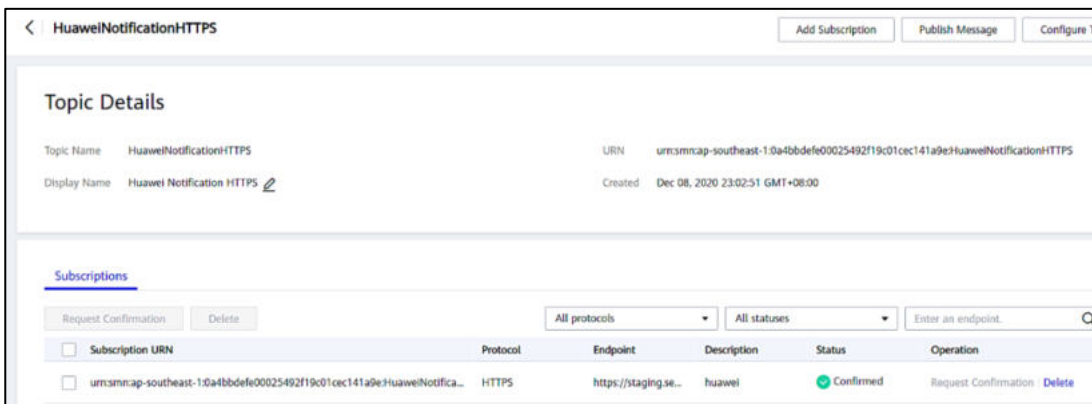 HuaweiNotificationHTTPS Add Subscription Publish Message Configure T
Topic Details
Topic Name HuaweiNotificationHTTPS URN urn:smn:ap-southeast-1:0a4bbdefe00025492f19c01cec141a9e:HuaweiNotificationHTTPS
Display Name Huawei Notification HTTPS Created Dec 08, 2020 23:02:51 GMT+08:00
Subscriptions
Request Confirmation Delete All protocols All statuses Enter an endpoint.
Subscription URN Protocol Endpoint Description Status Operation
urn:smn:ap-southeast-1:0a4bbdefe00025492f19c01cec141a9e:HuaweiNotifica... HTTPS https://staging.se... huawei Confirmed Request Confirmation | Delete